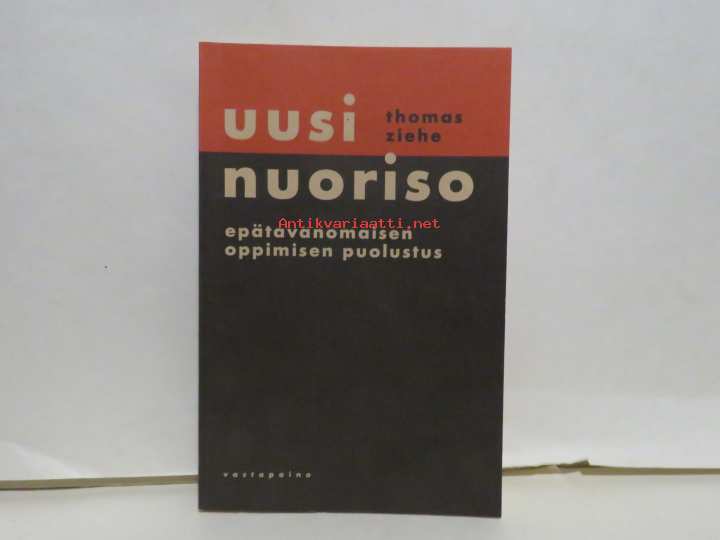 uusi
thomas
ziehe
nuoriso
Antikvariaatti.net
epätavanomaisen
oppimisen puolustus
vastapaino